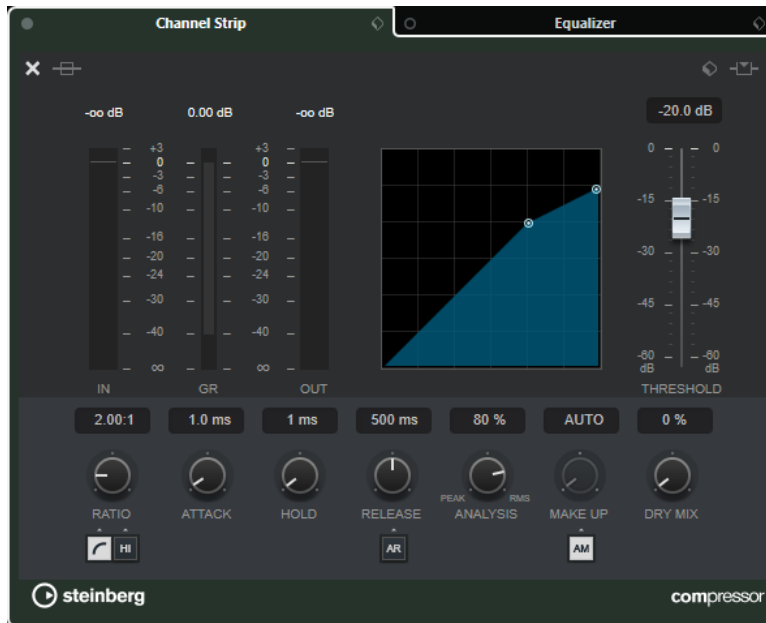 Channel Strip
Equalizer
-oo dB 0.00 dB -oo dB -20.0 dB
+3 +3 0 0
0 0
-3 -3
-6 -6
-10 -10 -15 -15
-16 -16
-20 -20 -30 -30
-24 -24
-30 -30 -45 -45
-40 -40
∞ ∞ -60 -60
dB dB
IN GR OUT THRESHOLD
2.00:1 1.0 ms 1 ms 500 ms 80 % AUTO 0 %
PEAK RMS
RATIO ATTACK HOLD RELEASE ANALYSIS MAKE UP DRY MIX
HI AR AM
steinberg
compressor